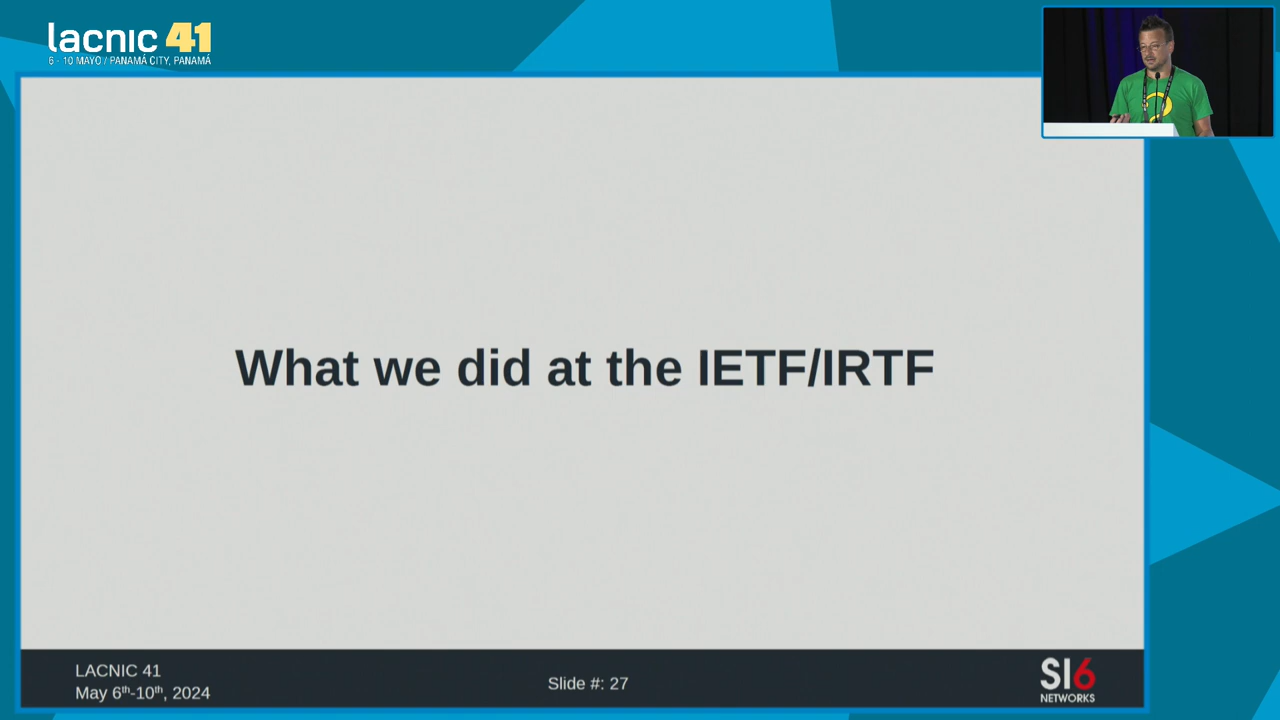 lacnic 41
6 - 10 MAYO / PANAMÁ CITY, PANAMÁ
What we did at the IETF/IRTF
LACNIC 41
May 6th-10th, 2024
Slide #: 27
SI6
NETWORKS